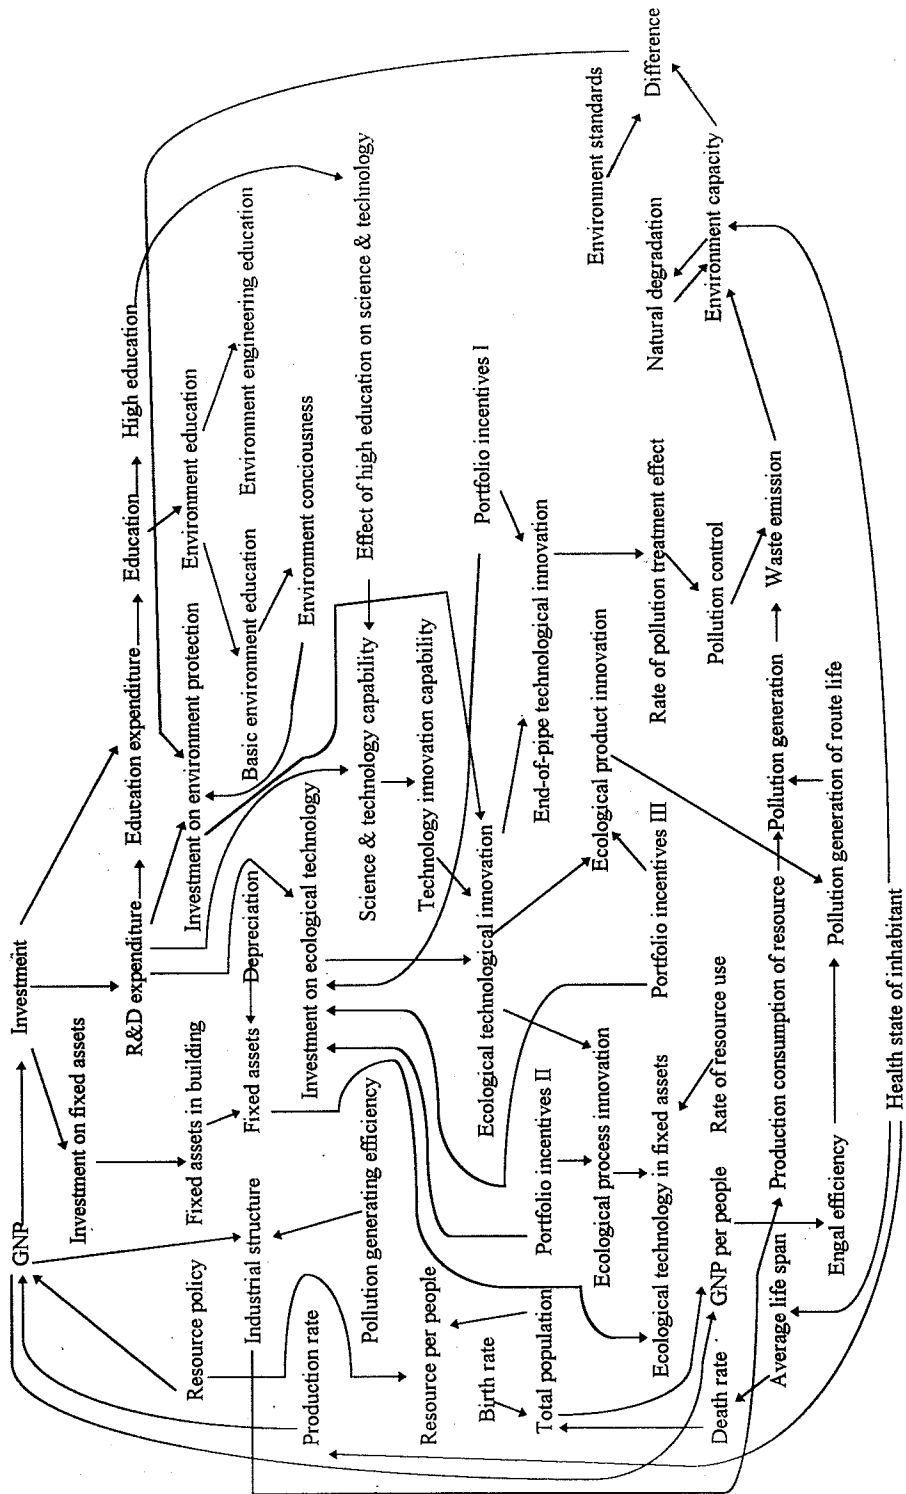 GNP
Investment
Investment on fixed assets
R&D expenditure
Education expenditure
Education
High education
Resource policy
Fixed assets in building
Investment on environment protection
Environment education
Industrial structure
Fixed assets
Depreciation
Basic environment education
Environment engineering education
Production rate
Investment on ecological technology
Environment conciousness
Pollution generating efficiency
Science & technology capability
Effect of high education on science & technology
Resource per people
Technology innovation capability
Birth rate
Ecological technological innovation
Portfolio incentives I
Total population
Portfolio incentives II
End-of-pipe technological innovation
Ecological process innovation
Ecological product innovation
Environment standards
Ecological technology in fixed assets
Portfolio incentives III
Rate of pollution treatment effect
Natural degradation
Difference
Death rate
GNP per people
Rate of resource use
Pollution control
Environment capacity
Average life span
Production consumption of resource
Pollution generation
Waste emission
Engal efficiency
Pollution generation of route life
Health state of inhabitant